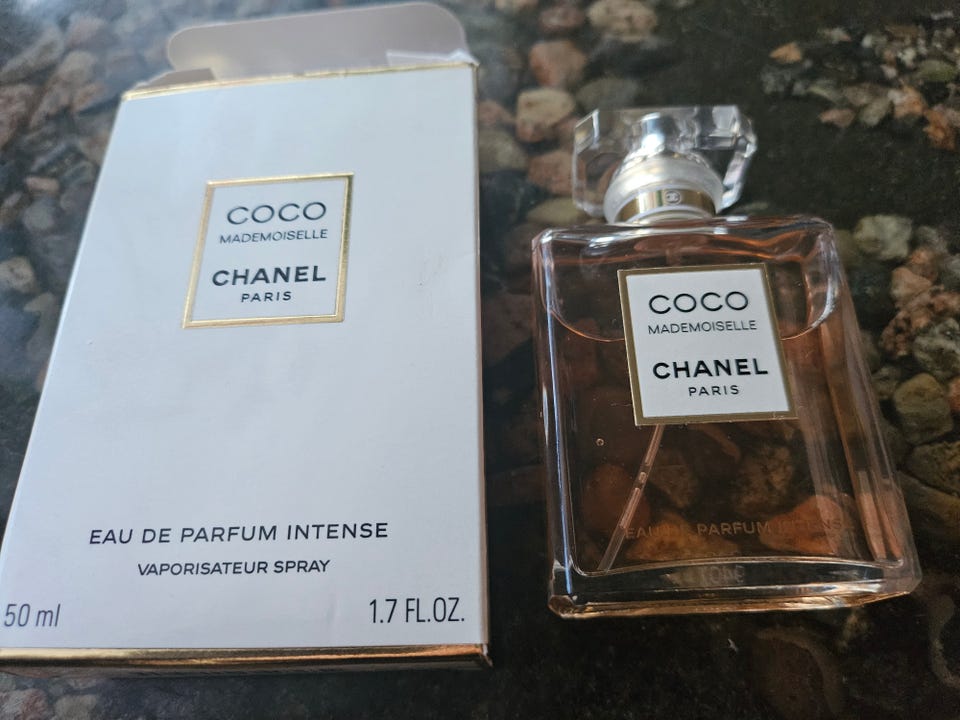 COCO
MADEMOISELLE
CHANEL
PARIS
EAU DE PARFUM INTENSE
VAPORISATEUR SPRAY
50 ml
1.7 FL.OZ.
COCO
MADEMOISELLE
CHANEL
PARIS
EAU DE PARFUM INTENSE